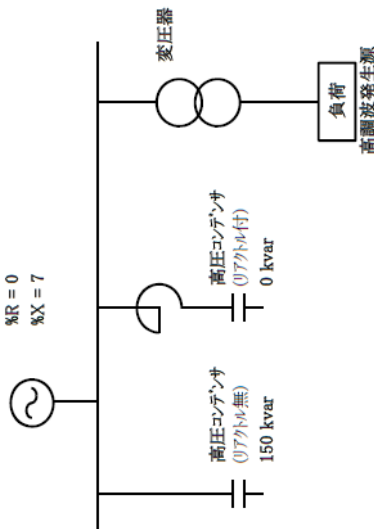 %R = 0
%X = 7
高圧コンデンサ
(リアクトル無)
150 kvar
高圧コンデンサ
(リアクトル付)
0 kvar
変圧器
負荷
高調波発生源